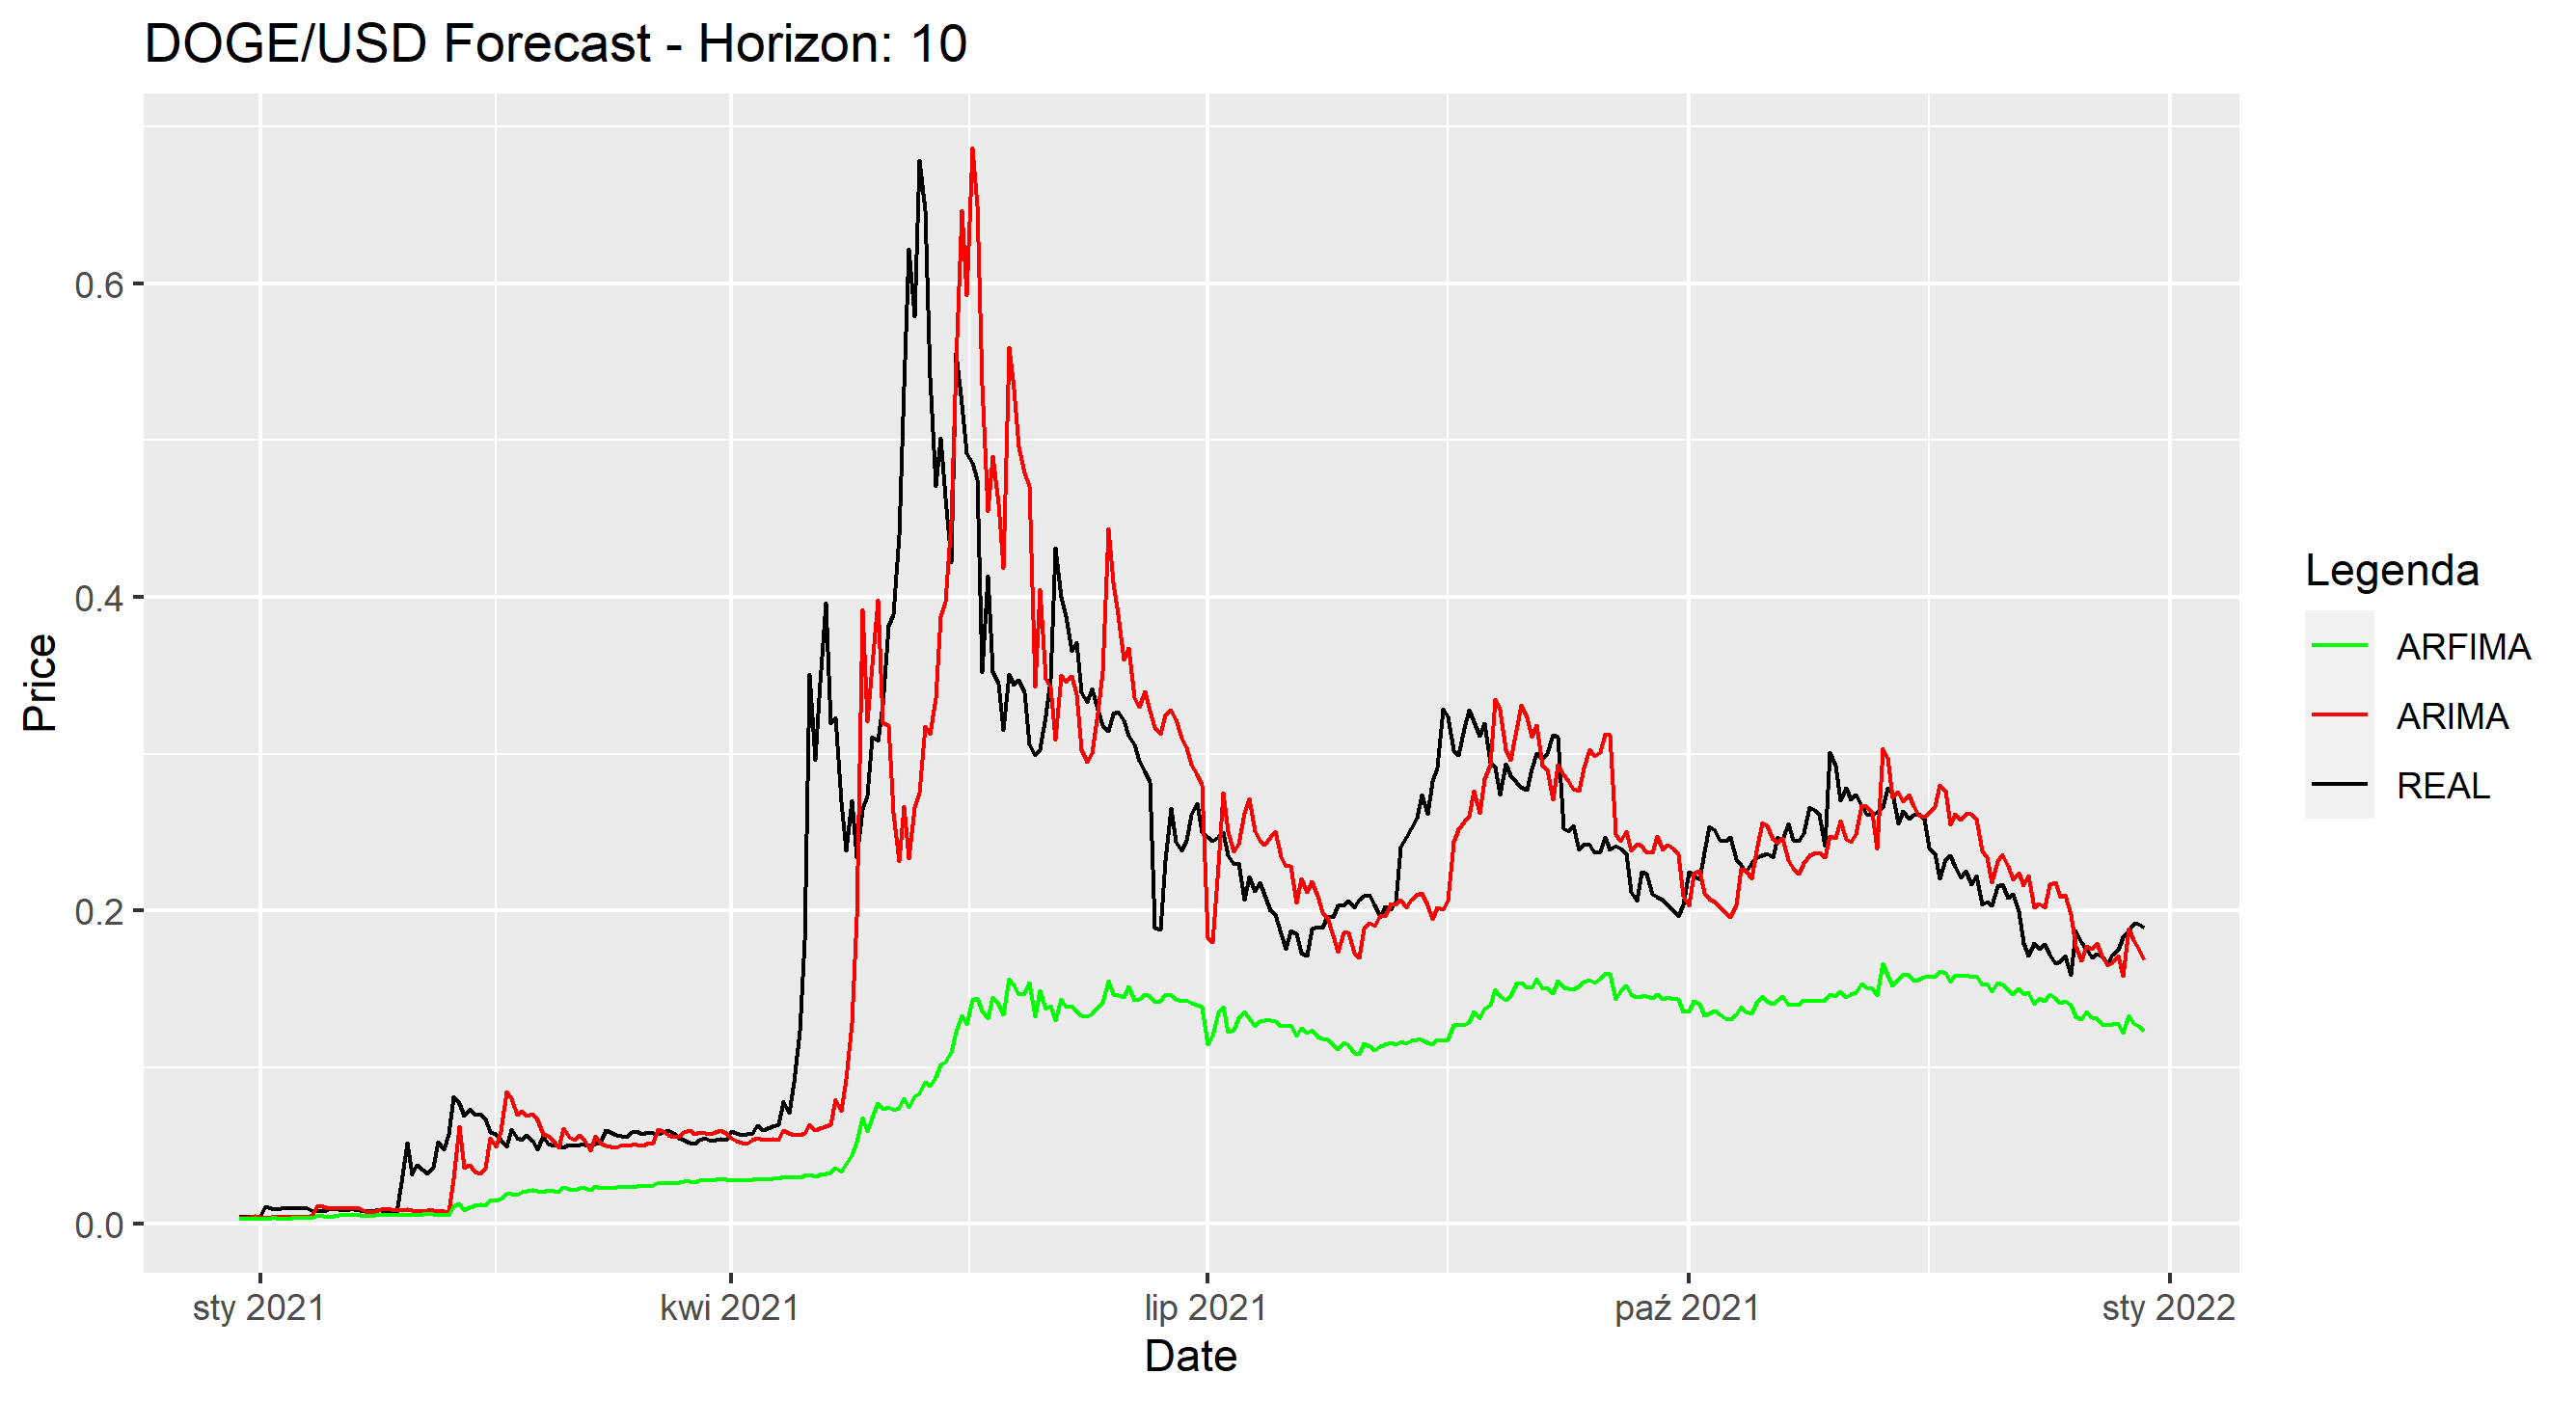 DOGE/USD Forecast - Horizon: 10
Price
0.6
0.4
0.2
0.0
sty 2021
kwi 2021
lip 2021
paź 2021
sty 2022
Date
Legenda
ARFIMA
ARIMA
REAL